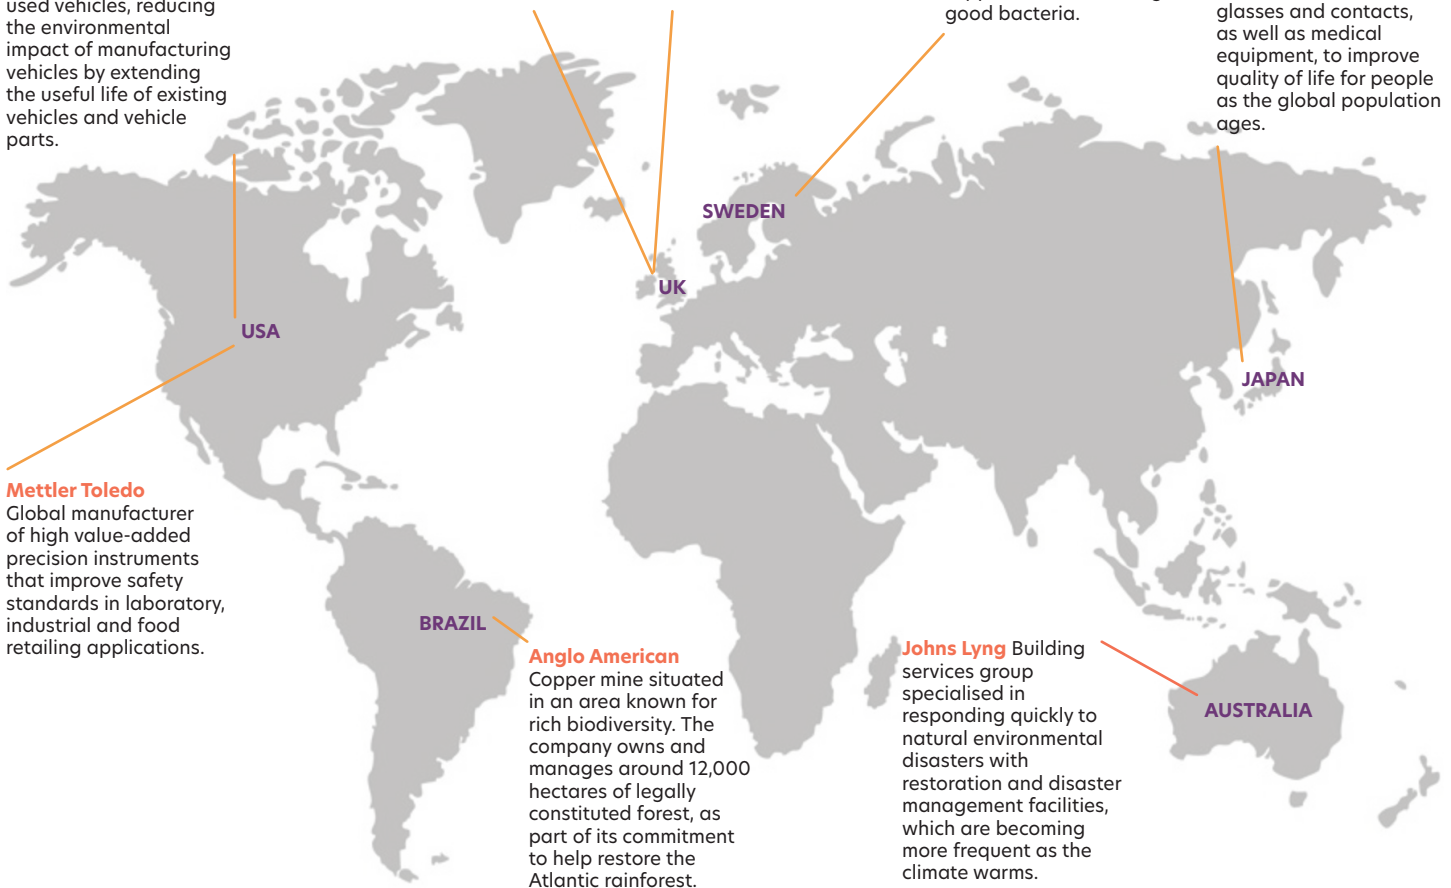 used vehicles, reducing
the environmental
impact of manufacturing
vehicles by extending
the useful life of existing
vehicles and vehicle
parts.
good bacteria.
glasses and contacts,
as well as medical
equipment, to improve
quality of life for people
as the global population
ages.
SWEDEN
UK
USA
JAPAN
Mettler Toledo
Global manufacturer
of high value-added
precision instruments
that improve safety
standards in laboratory,
industrial and food
retailing applications.
BRAZIL
Anglo American
Copper mine situated
in an area known for
rich biodiversity. The
company owns and
manages around 12,000
hectares of legally
constituted forest, as
part of its commitment
to help restore the
Atlantic rainforest.
Johns Lyng Building
services group
specialised in
responding quickly to
natural environmental
disasters with
restoration and disaster
management facilities,
which are becoming
more frequent as the
climate warms.
AUSTRALIA